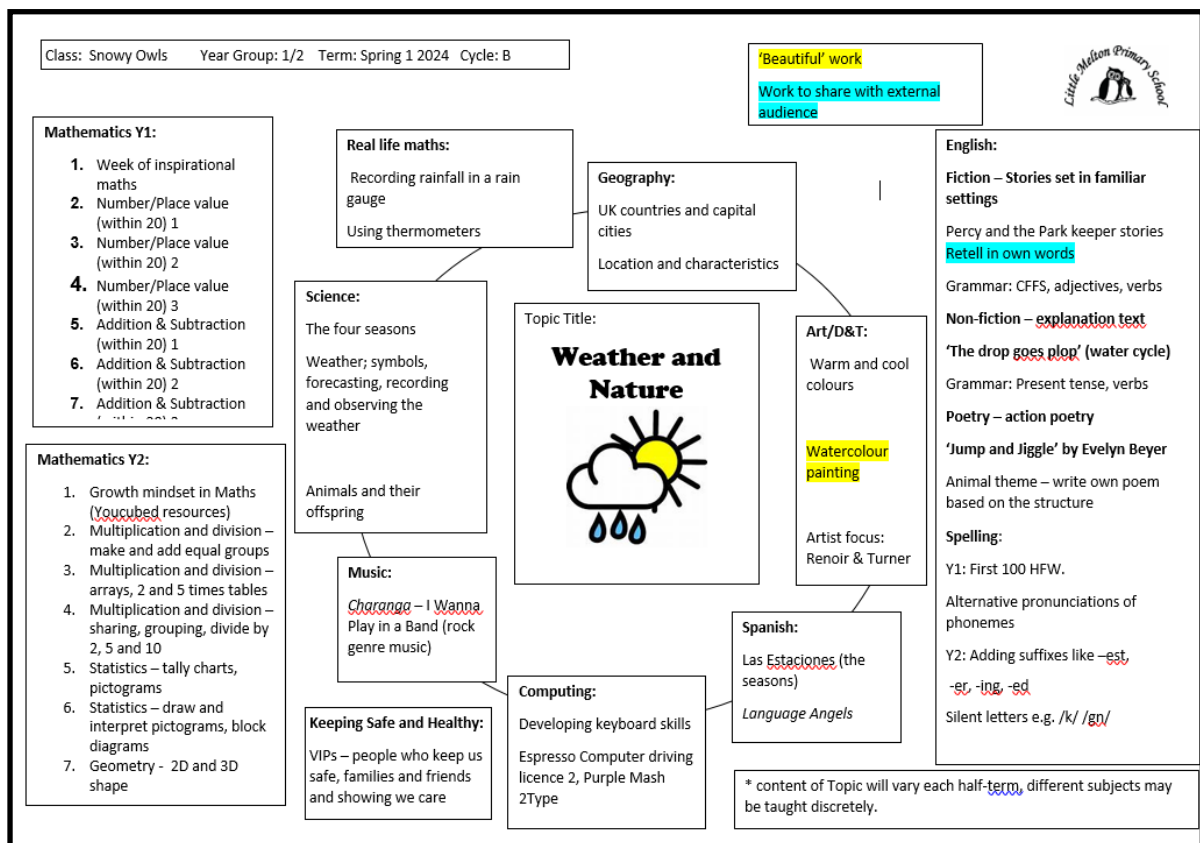 Class: Snowy Owls Year Group: 1/2 Term: Spring 1 2024 Cycle: B
‘Beautiful’ work
Work to share with external
audience
Little Melton Primary School
Mathematics Y1:
1. Week of inspirational
maths
2. Number/Place value
(within 20) 1
3. Number/Place value
(within 20) 2
4. Number/Place value
(within 20) 3
5. Addition & Subtraction
(within 20) 1
6. Addition & Subtraction
(within 20) 2
7. Addition & Subtraction
Mathematics Y2:
1. Growth mindset in Maths
(Youcubed resources)
2. Multiplication and division –
make and add equal groups
3. Multiplication and division –
arrays, 2 and 5 times tables
4. Multiplication and division –
sharing, grouping, divide by
2, 5 and 10
5. Statistics – tally charts,
pictograms
6. Statistics – draw and
interpret pictograms, block
diagrams
7. Geometry - 2D and 3D
shape
Real life maths:
Recording rainfall in a rain
gauge
Using thermometers
Geography:
UK countries and capital
cities
Location and characteristics
Science:
The four seasons
Weather; symbols,
forecasting, recording
and observing the
weather
Animals and their
offspring
Topic Title:
Weather and
Nature
Art/D&T:
Warm and cool
colours
Watercolour
painting
Artist focus:
Renoir & Turner
Music:
Charanga – I Wanna
Play in a Band (rock
genre music)
Keeping Safe and Healthy:
VIPs – people who keep us
safe, families and friends
and showing we care
Computing:
Developing keyboard skills
Espresso Computer driving
licence 2, Purple Mash
2Type
Spanish:
Las Estaciones (the
seasons)
Language Angels
English:
Fiction – Stories set in familiar
settings
Percy and the Park keeper stories
Retell in own words
Grammar: CFFS, adjectives, verbs
Non-fiction – explanation text
‘The drop goes plop’ (water cycle)
Grammar: Present tense, verbs
Poetry – action poetry
‘Jump and Jiggle’ by Evelyn Beyer
Animal theme – write own poem
based on the structure
Spelling:
Y1: First 100 HFW.
Alternative pronunciations of
phonemes
Y2: Adding suffixes like –est,
-er, -ing, -ed
Silent letters e.g. /k/ /gn/
* content of Topic will vary each half-term, different subjects may
be taught discretely.